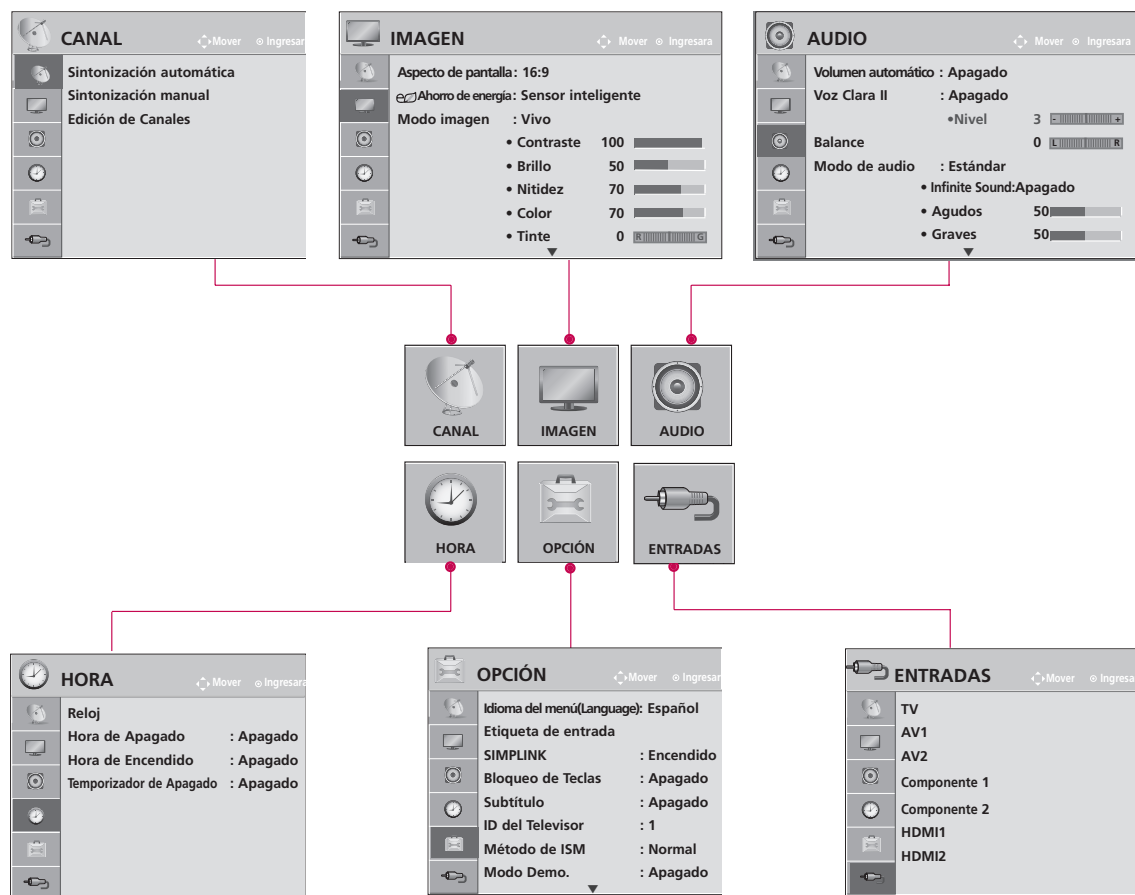 CANAL
Mover Ingresar
Sintonización automática
Sintonización manual
Edición de Canales
IMAGEN
Mover Ingresara
Aspecto de pantalla: 16:9
Ahorro de energía: Sensor inteligente
Modo imagen : Vivo
• Contraste 100
• Brillo 50
• Nitidez 70
• Color 70
• Tinte 0 R G
AUDIO
Mover Ingresara
Volumen automático : Apagado
Voz Clara II : Apagado
•Nivel 3 - +
Balance 0 L R
Modo de audio : Estándar
• Infinite Sound:Apagado
• Agudos 50
• Graves 50
CANAL
IMAGEN
AUDIO
HORA
OPCIÓN
ENTRADAS
HORA
Mover Ingresara
Reloj
Hora de Apagado : Apagado
Hora de Encendido : Apagado
Temporizador de Apagado : Apagado
OPCIÓN
Mover Ingresar
Idioma del menú(Language): Español
Etiqueta de entrada
SIMPLINK : Encendido
Bloqueo de Teclas : Apagado
Subtítulo : Apagado
ID del Televisor : 1
Método de ISM : Normal
Modo Demo. : Apagado
ENTRADAS
Mover Ingresa
TV
AV1
AV2
Componente 1
Componente 2
HDMI1
HDMI2